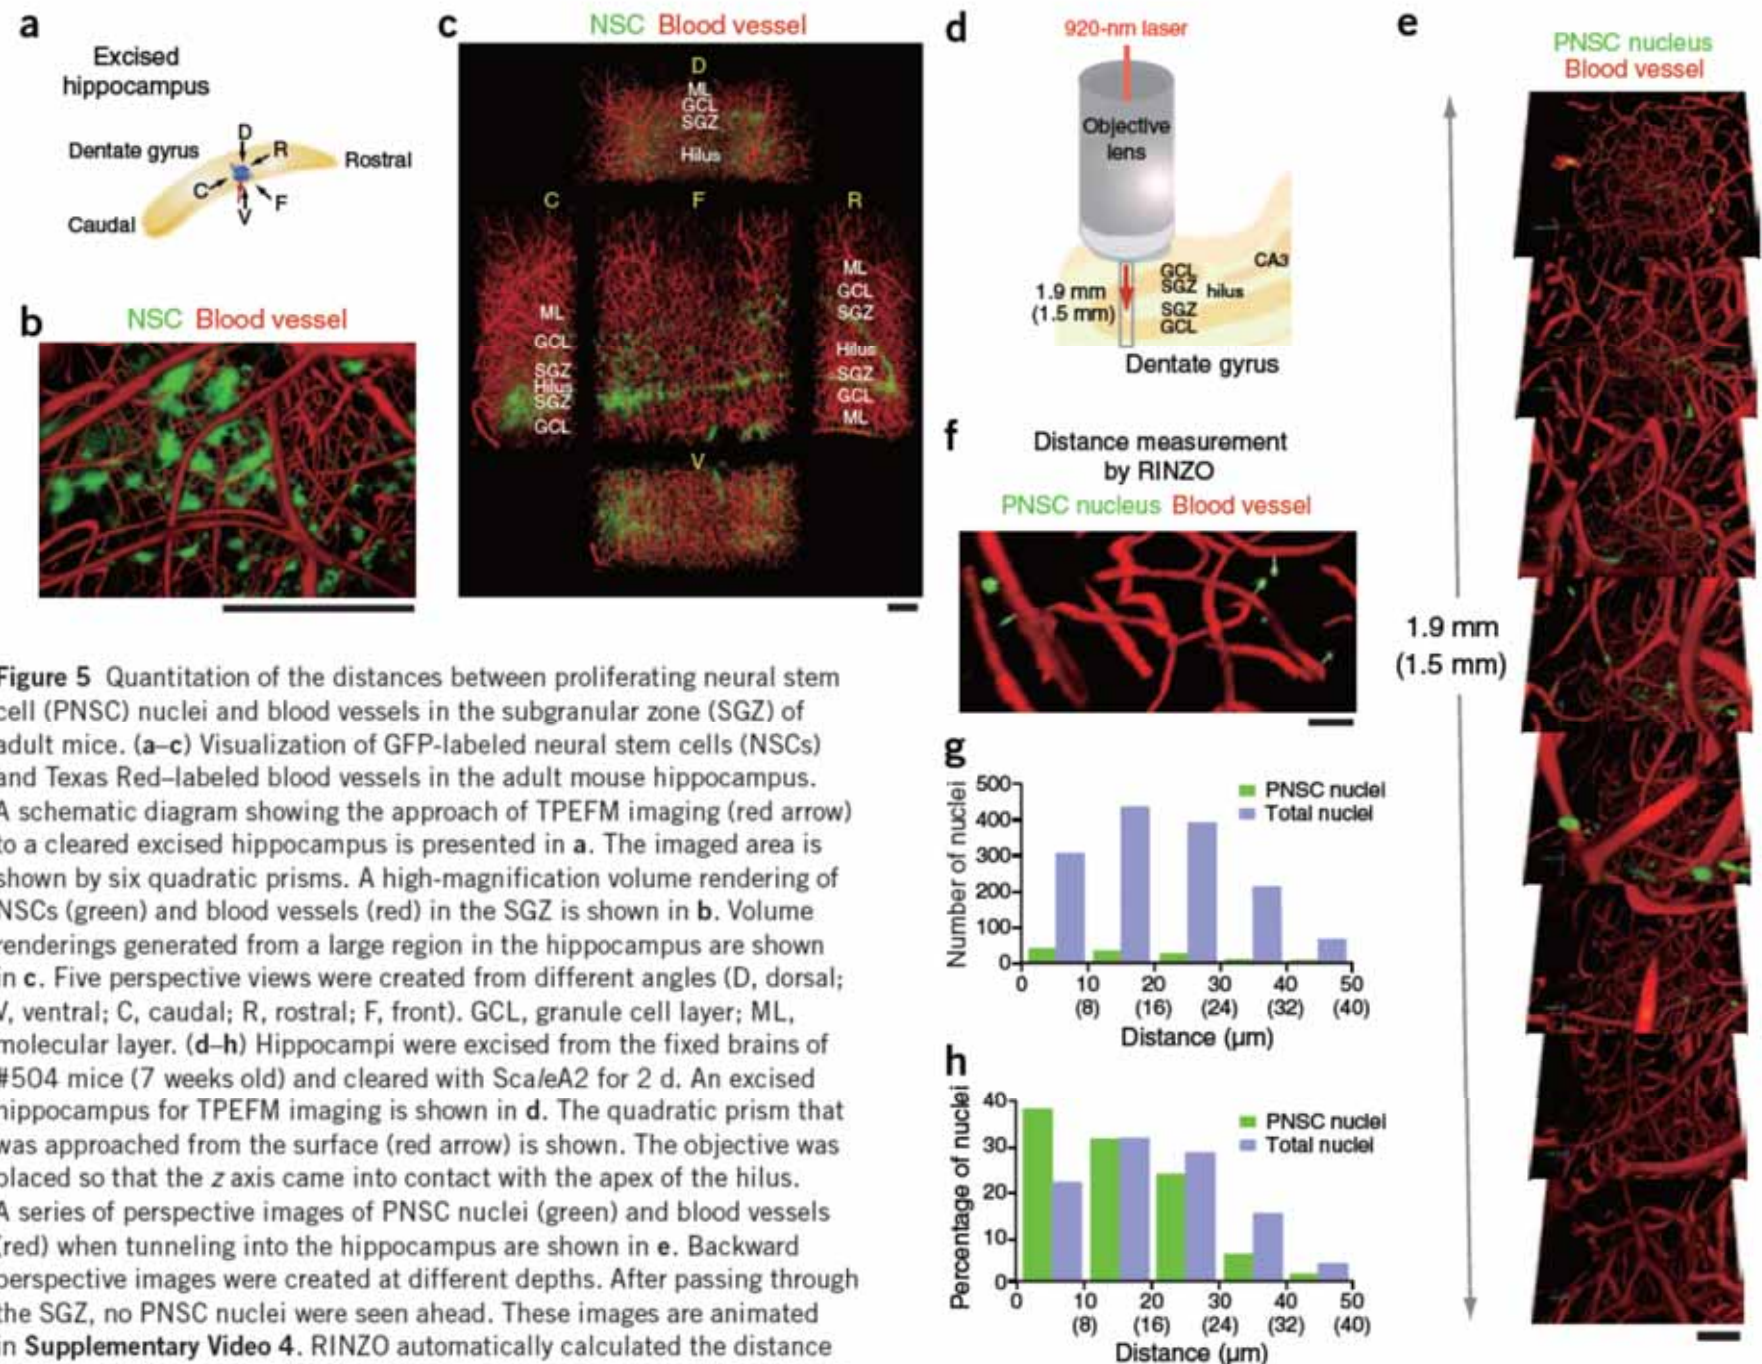 a
Excised
hippocampus
Dentate gyrus
D
R
Rostral
C
V
F
Caudal
b
NSC Blood vessel
c
NSC Blood vessel
D
ML
GCL
SGZ
Hilus
C
F
R
ML
GCL
SGZ
Hilus
SGZ
GCL
ML
GCL
SGZ
Hilus
SGZ
GCL
ML
V
d
920-nm laser
Objective
lens
CA3
GCL
SGZ
hilus
SGZ
GCL
1.9 mm
(1.5 mm)
Dentate gyrus
e
PNSC nucleus
Blood vessel
1.9 mm
(1.5 mm)
f
Distance measurement
by RINZO
PNSC nucleus Blood vessel
g
Number of nuclei
500
400
300
200
100
0
PNSC nuclei
Total nuclei
0 10 20 30 40 50
(8) (16) (24) (32) (40)
Distance (µm)
h
Percentage of nuclei
40
30
20
10
0
PNSC nuclei
Total nuclei
0 10 20 30 40 50
(8) (16) (24) (32) (40)
Distance (µm)
Figure 5 Quantitation of the distances between proliferating neural stem
cell (PNSC) nuclei and blood vessels in the subgranular zone (SGZ) of
adult mice. (a–c) Visualization of GFP-labeled neural stem cells (NSCs)
and Texas Red–labeled blood vessels in the adult mouse hippocampus.
A schematic diagram showing the approach of TPEFM imaging (red arrow)
to a cleared excised hippocampus is presented in a. The imaged area is
shown by six quadratic prisms. A high-magnification volume rendering of
NSCs (green) and blood vessels (red) in the SGZ is shown in b. Volume
renderings generated from a large region in the hippocampus are shown
in c. Five perspective views were created from different angles (D, dorsal;
V, ventral; C, caudal; R, rostral; F, front). GCL, granule cell layer; ML,
molecular layer. (d–h) Hippocampi were excised from the fixed brains of
#504 mice (7 weeks old) and cleared with ScaleA2 for 2 d. An excised
hippocampus for TPEFM imaging is shown in d. The quadratic prism that
was approached from the surface (red arrow) is shown. The objective was
placed so that the z axis came into contact with the apex of the hilus.
A series of perspective images of PNSC nuclei (green) and blood vessels
(red) when tunneling into the hippocampus are shown in e. Backward
perspective images were created at different depths. After passing through
the SGZ, no PNSC nuclei were seen ahead. These images are animated
in Supplementary Video 4. RINZO automatically calculated the distance